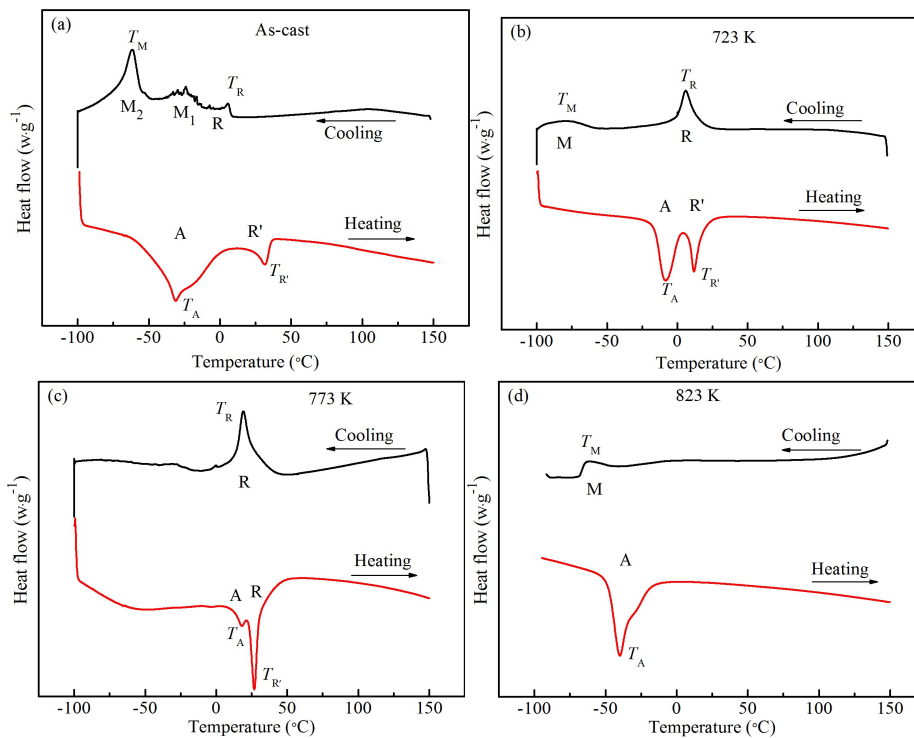 (a)
As-cast
T_M
T_R
M₂
M₁
R
Cooling
Heating
A
R'
T_A
T_R'
Heat flow (w·g⁻¹)
-100 -50 0 50 100 150
Temperature (°C)
(b)
723 K
T_R
T_M
M
R
Cooling
Heating
A
R'
T_A
T_R'
Heat flow (w·g⁻¹)
-100 -50 0 50 100 150
Temperature (°C)
(c)
773 K
T_R
Cooling
R
Heating
A R
T_A
T_R'
Heat flow (w·g⁻¹)
-100 -50 0 50 100 150
Temperature (°C)
(d)
823 K
T_M
Cooling
M
A
Heating
T_A
Heat flow (w·g⁻¹)
-100 -50 0 50 100 150
Temperature (°C)